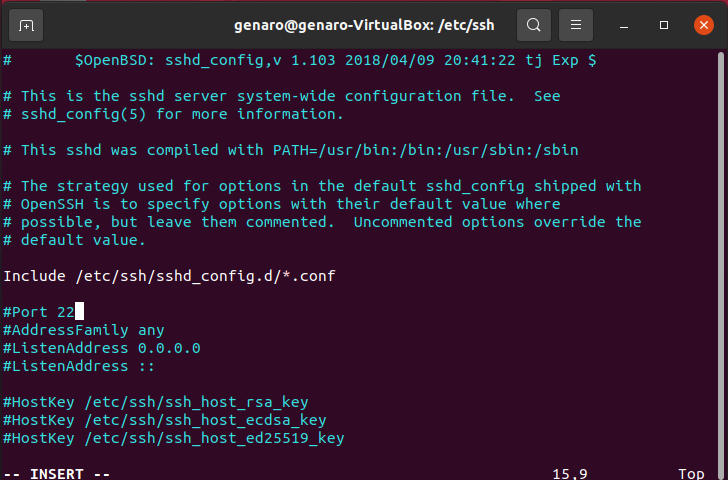 genaro@genaro-VirtualBox: /etc/ssh
#       $OpenBSD: sshd_config,v 1.103 2018/04/09 20:41:22 tj Exp $
# This is the sshd server system-wide configuration file.  See
# sshd_config(5) for more information.
# This sshd was compiled with PATH=/usr/bin:/bin:/usr/sbin:/sbin
# The strategy used for options in the default sshd_config shipped with
# OpenSSH is to specify options with their default value where
# possible, but leave them commented.  Uncommented options override the
# default value.
Include /etc/ssh/sshd_config.d/*.conf
#Port 22
#AddressFamily any
#ListenAddress 0.0.0.0
#ListenAddress ::
#HostKey /etc/ssh/ssh_host_rsa_key
#HostKey /etc/ssh/ssh_host_ecdsa_key
#HostKey /etc/ssh/ssh_host_ed25519_key
-- INSERT --                                                 15,9          Top